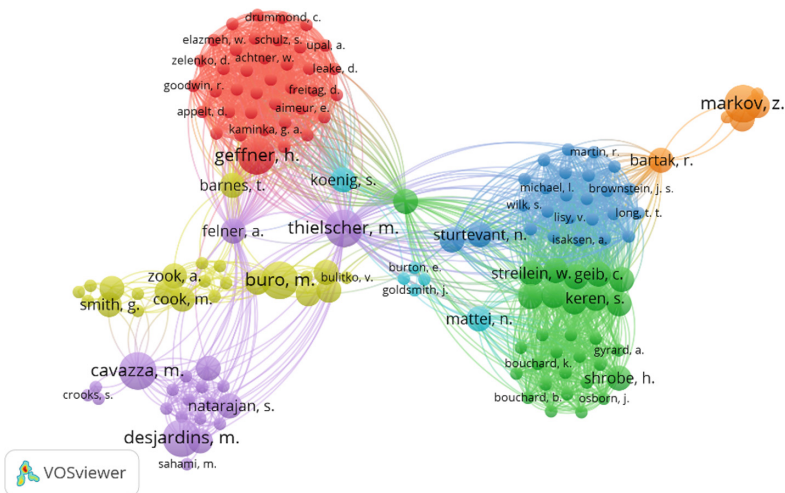 drummond, c.
elazmeh, w. schulz, s. upal, a.
zelenko, d. achtner, w.
leake, d.
goodwin, r.
freitag, d.
appelt, d.
aimeur, e.
kaminka, g. a.
geffner, h.
barnes, t.
koenig, s.
felner, a.
thielscher, m.
zook, a.
buro, m.
bulitko, v.
smith, g.
cook, m.
cavazza, m.
crooks, s.
natarajan, s.
desjardins, m.
sahami, m.
markov, z.
martin, r.
bartak, r.
michael, l.
brownstein, j. s.
wilk, s.
lisy, v.
long, t. t.
sturtevant, n.
isaksen, a.
burton, e.
goldsmith, j.
streilein, w. geib, c.
keren, s.
mattei, n.
gyrard, a.
bouchard, k.
shrobe, h.
bouchard, b.
osborn, j.
VOSviewer